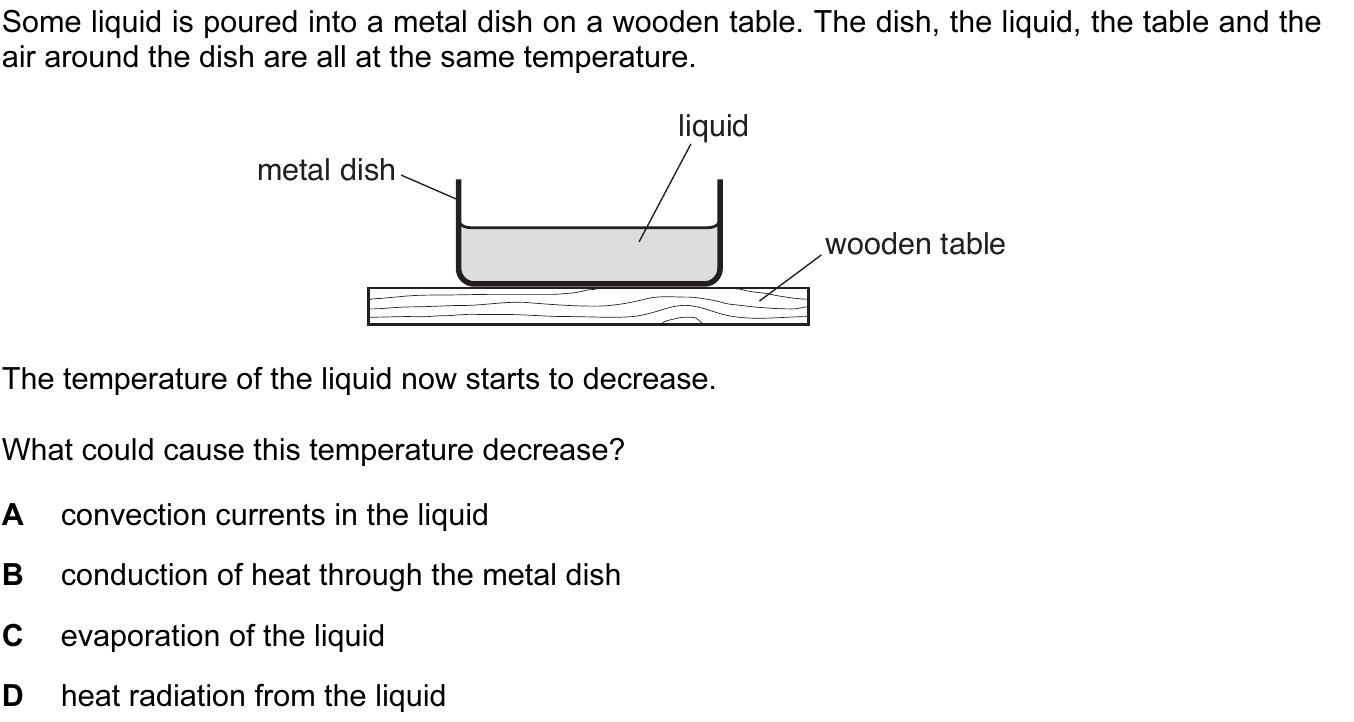 Some liquid is poured into a metal dish on a wooden table. The dish, the liquid, the table and the
air around the dish are all at the same temperature.
liquid
metal dish
wooden table
The temperature of the liquid now starts to decrease.
What could cause this temperature decrease?
A convection currents in the liquid
B conduction of heat through the metal dish
C evaporation of the liquid
D heat radiation from the liquid